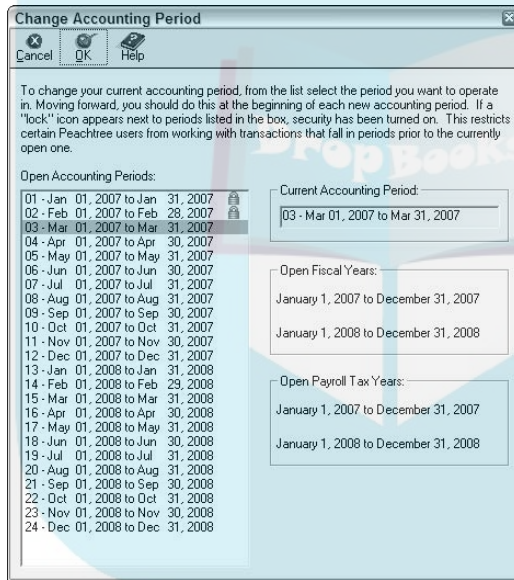 Change Accounting Period
Cancel
OK
Help
To change your current accounting period, from the list select the period you want to operate
in. Moving forward, you should do this at the beginning of each new accounting period. If a
"lock" icon appears next to periods listed in the box, security has been turned on. This restricts
certain Peachtree users from working with transactions that fall in periods prior to the currently
open one.
Drop Books
Open Accounting Periods:
01 - Jan 01, 2007 to Jan 31, 2007
02 - Feb 01, 2007 to Feb 28, 2007
03 - Mar 01, 2007 to Mar 31, 2007
04 - Apr 01, 2007 to Apr 30, 2007
05 - May 01, 2007 to May 31, 2007
06 - Jun 01, 2007 to Jun 30, 2007
07 - Jul 01, 2007 to Jul 31, 2007
08 - Aug 01, 2007 to Aug 31, 2007
09 - Sep 01, 2007 to Sep 30, 2007
10 - Oct 01, 2007 to Oct 31, 2007
11 - Nov 01, 2007 to Nov 30, 2007
12 - Dec 01, 2007 to Dec 31, 2007
13 - Jan 01, 2008 to Jan 31, 2008
14 - Feb 01, 2008 to Feb 29, 2008
15 - Mar 01, 2008 to Mar 31, 2008
16 - Apr 01, 2008 to Apr 30, 2008
17 - May 01, 2008 to May 31, 2008
18 - Jun 01, 2008 to Jun 30, 2008
19 - Jul 01, 2008 to Jul 31, 2008
20 - Aug 01, 2008 to Aug 31, 2008
21 - Sep 01, 2008 to Sep 30, 2008
22 - Oct 01, 2008 to Oct 31, 2008
23 - Nov 01, 2008 to Nov 30, 2008
24 - Dec 01, 2008 to Dec 31, 2008
Current Accounting Period:
03 - Mar 01, 2007 to Mar 31, 2007
Open Fiscal Years:
January 1, 2007 to December 31, 2007
January 1, 2008 to December 31, 2008
Open Payroll Tax Years:
January 1, 2007 to December 31, 2007
January 1, 2008 to December 31, 2008